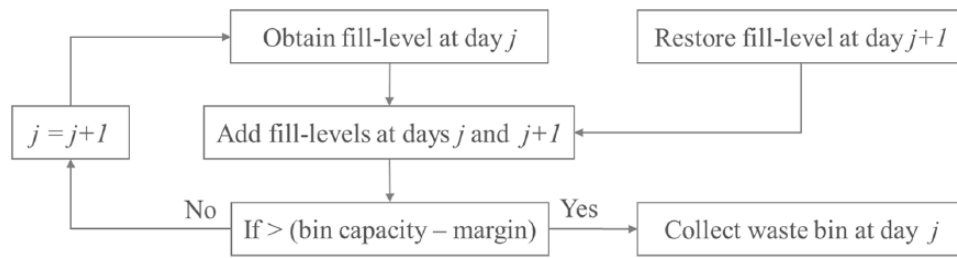 Obtain fill-level at day j
Restore fill-level at day j+1
j = j+1
Add fill-levels at days j and j+1
No
If > (bin capacity – margin)
Yes
Collect waste bin at day j